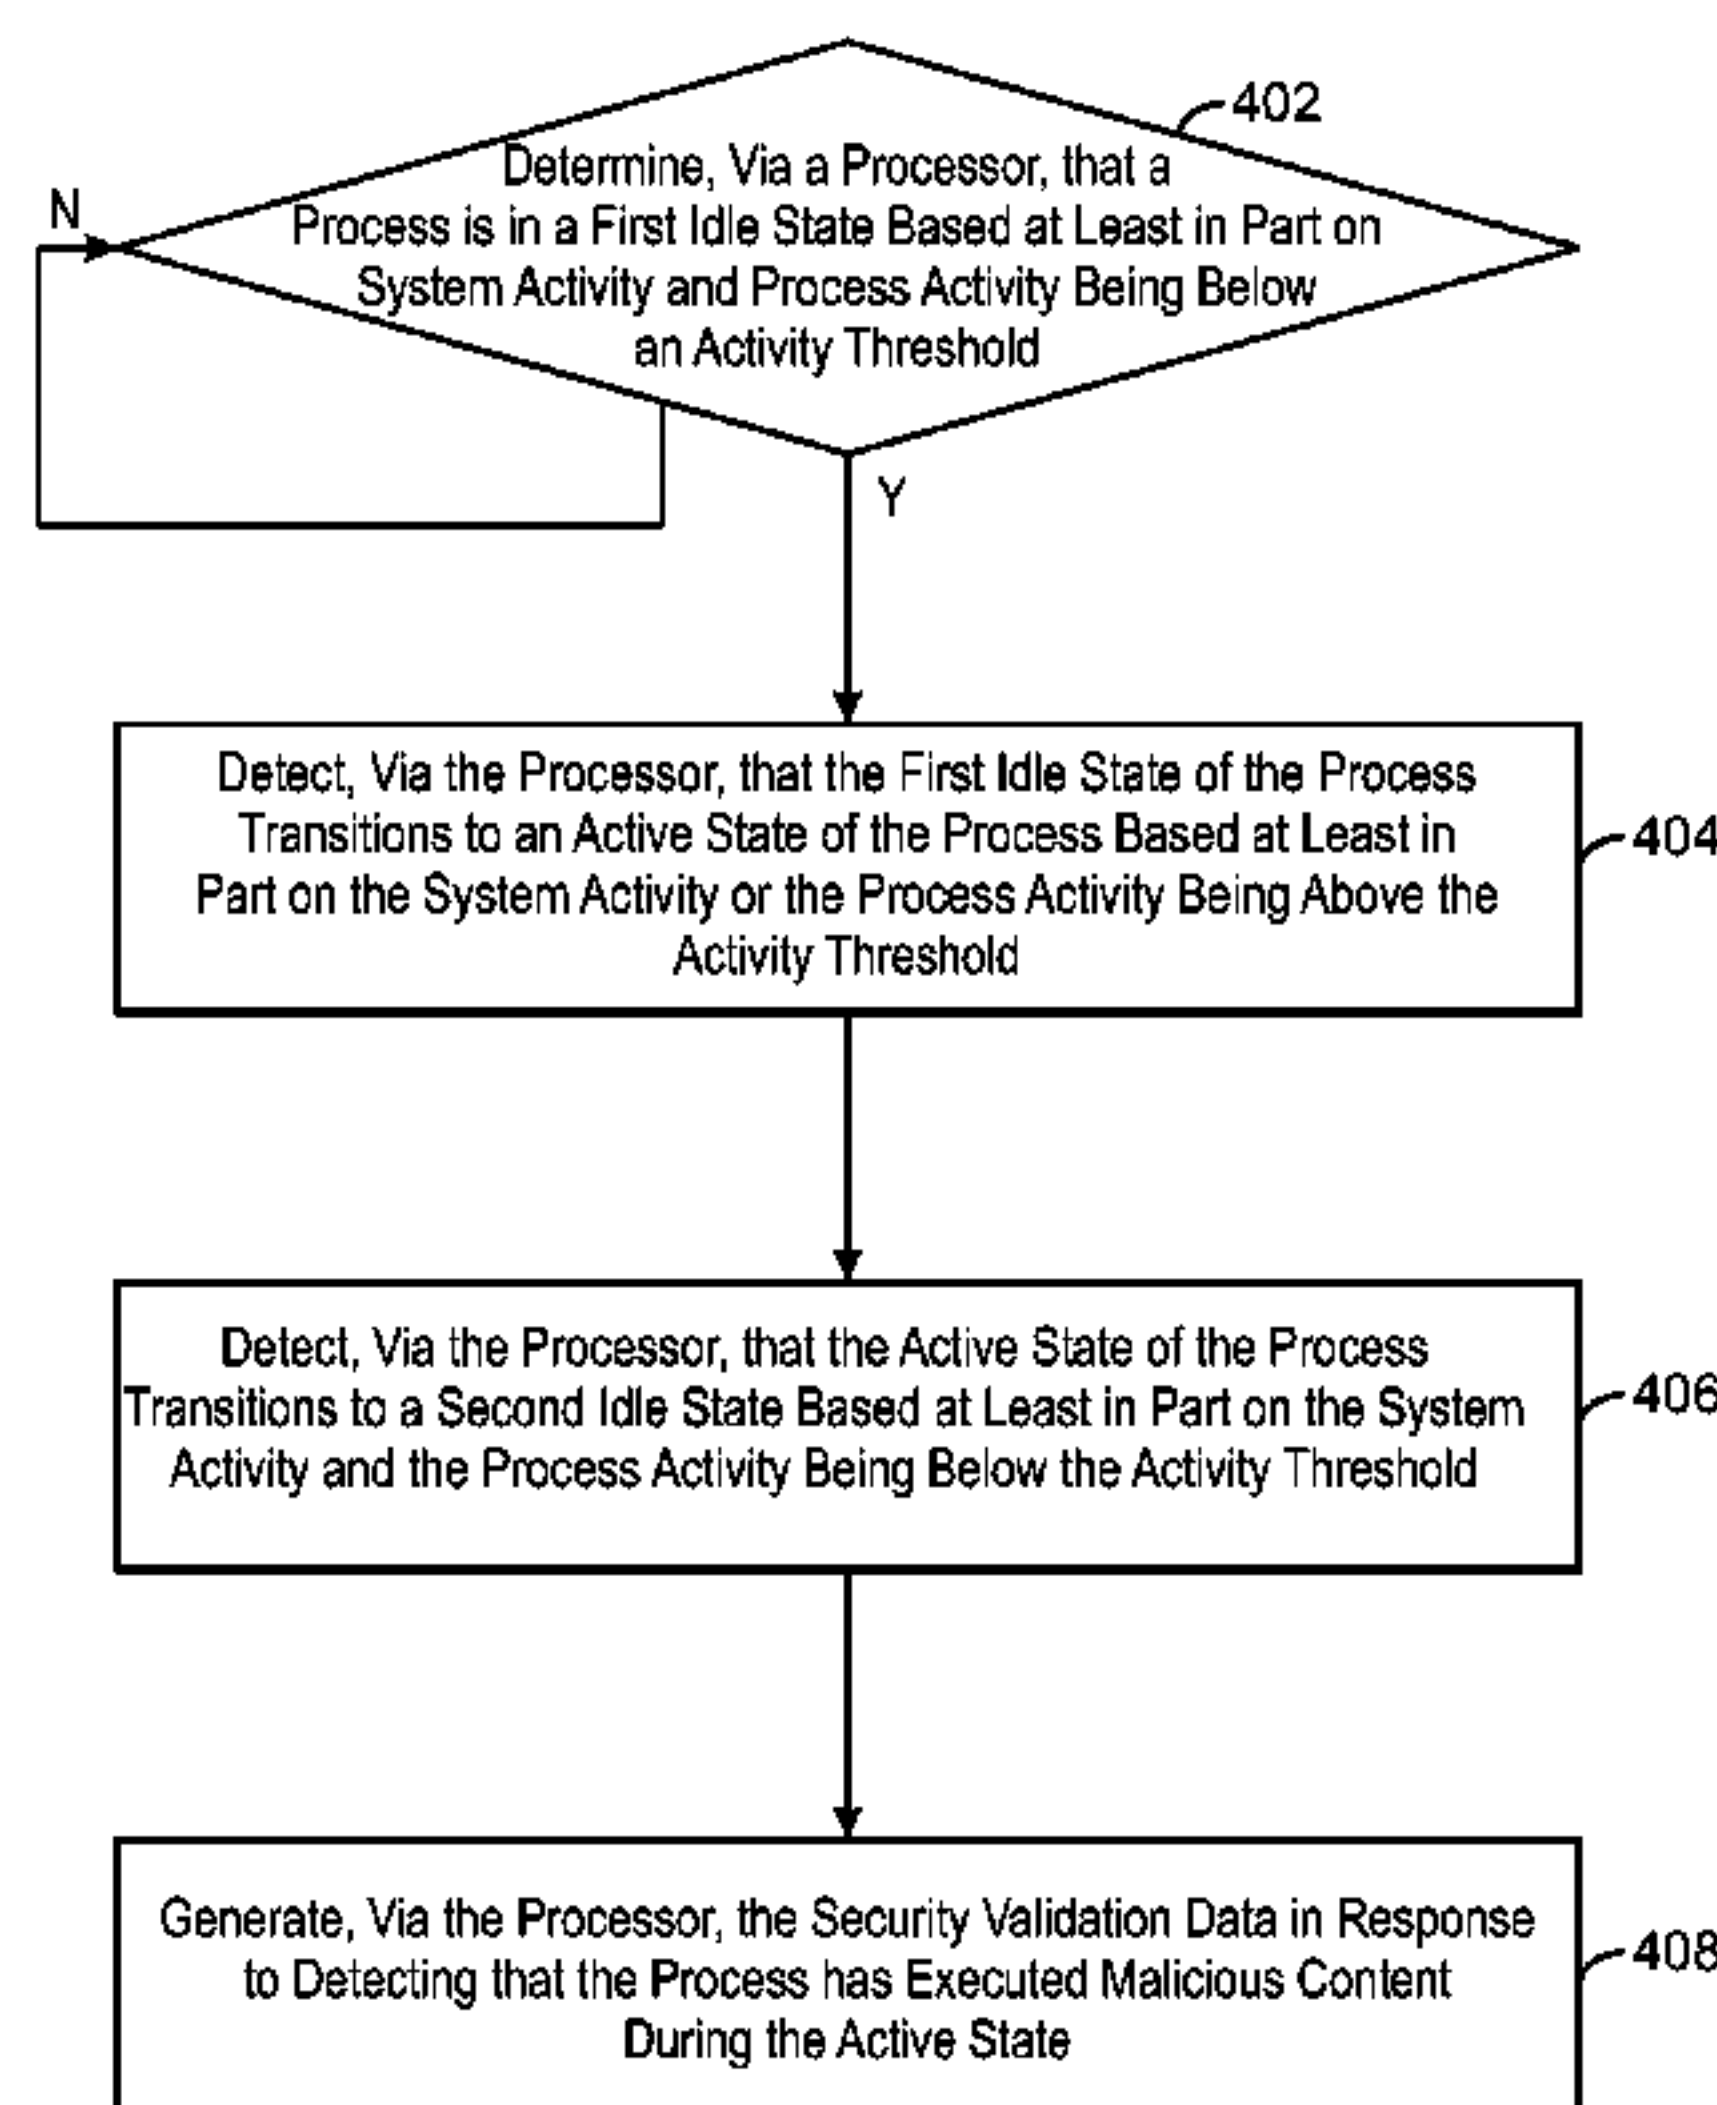 402
Determine, Via a Processor, that a
Process is in a First Idle State Based at Least in Part on
System Activity and Process Activity Being Below
an Activity Threshold
N
Y
Detect, Via the Processor, that the First Idle State of the Process
Transitions to an Active State of the Process Based at Least in
Part on the System Activity or the Process Activity Being Above the
Activity Threshold
404
Detect, Via the Processor, that the Active State of the Process
Transitions to a Second Idle State Based at Least in Part on the System
Activity and the Process Activity Being Below the Activity Threshold
406
Generate, Via the Processor, the Security Validation Data in Response
to Detecting that the Process has Executed Malicious Content
During the Active State
408